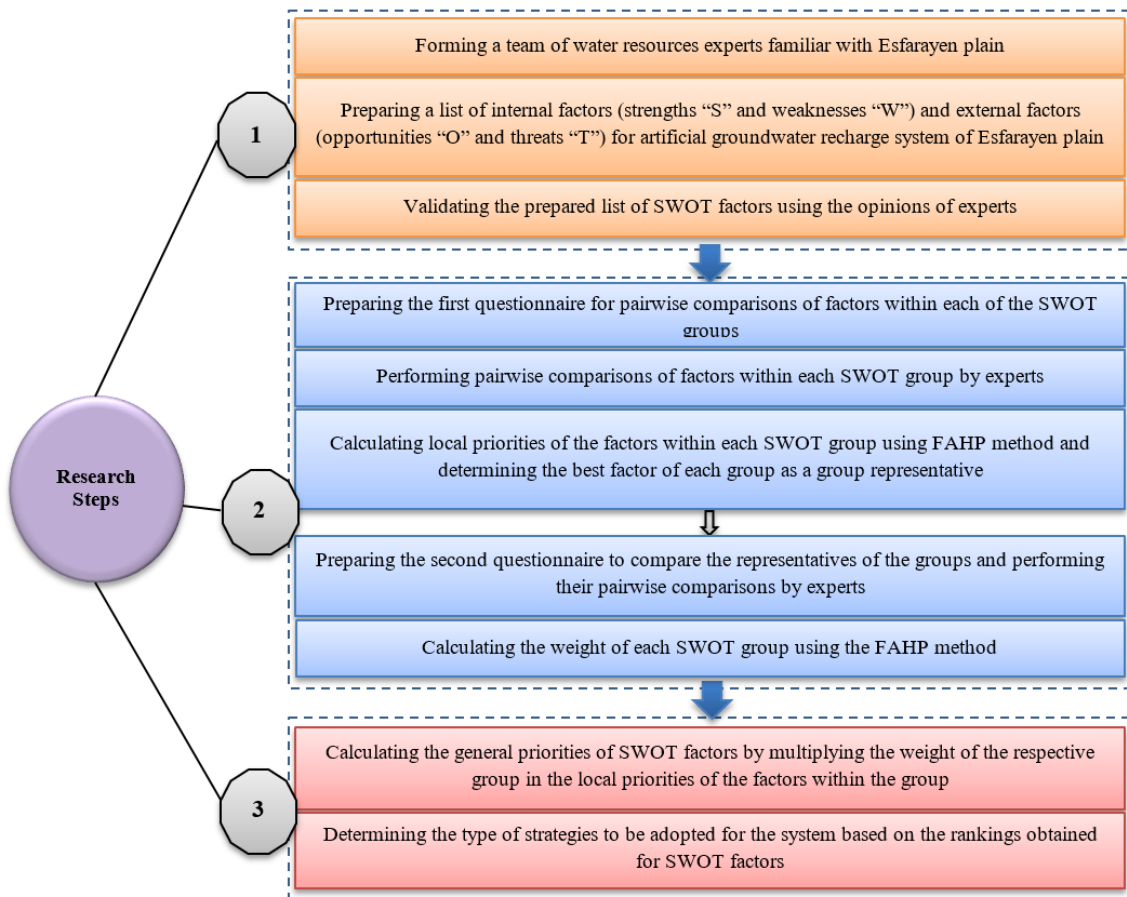 Forming a team of water resources experts familiar with Esfarayen plain
1
Preparing a list of internal factors (strengths “S” and weaknesses “W”) and external factors
(opportunities “O” and threats “T”) for artificial groundwater recharge system of Esfarayen plain
Validating the prepared list of SWOT factors using the opinions of experts
Preparing the first questionnaire for pairwise comparisons of factors within each of the SWOT
groups
Performing pairwise comparisons of factors within each SWOT group by experts
Calculating local priorities of the factors within each SWOT group using FAHP method and
determining the best factor of each group as a group representative
Research
Steps
2
Preparing the second questionnaire to compare the representatives of the groups and performing
their pairwise comparisons by experts
Calculating the weight of each SWOT group using the FAHP method
Calculating the general priorities of SWOT factors by multiplying the weight of the respective
group in the local priorities of the factors within the group
3
Determining the type of strategies to be adopted for the system based on the rankings obtained
for SWOT factors